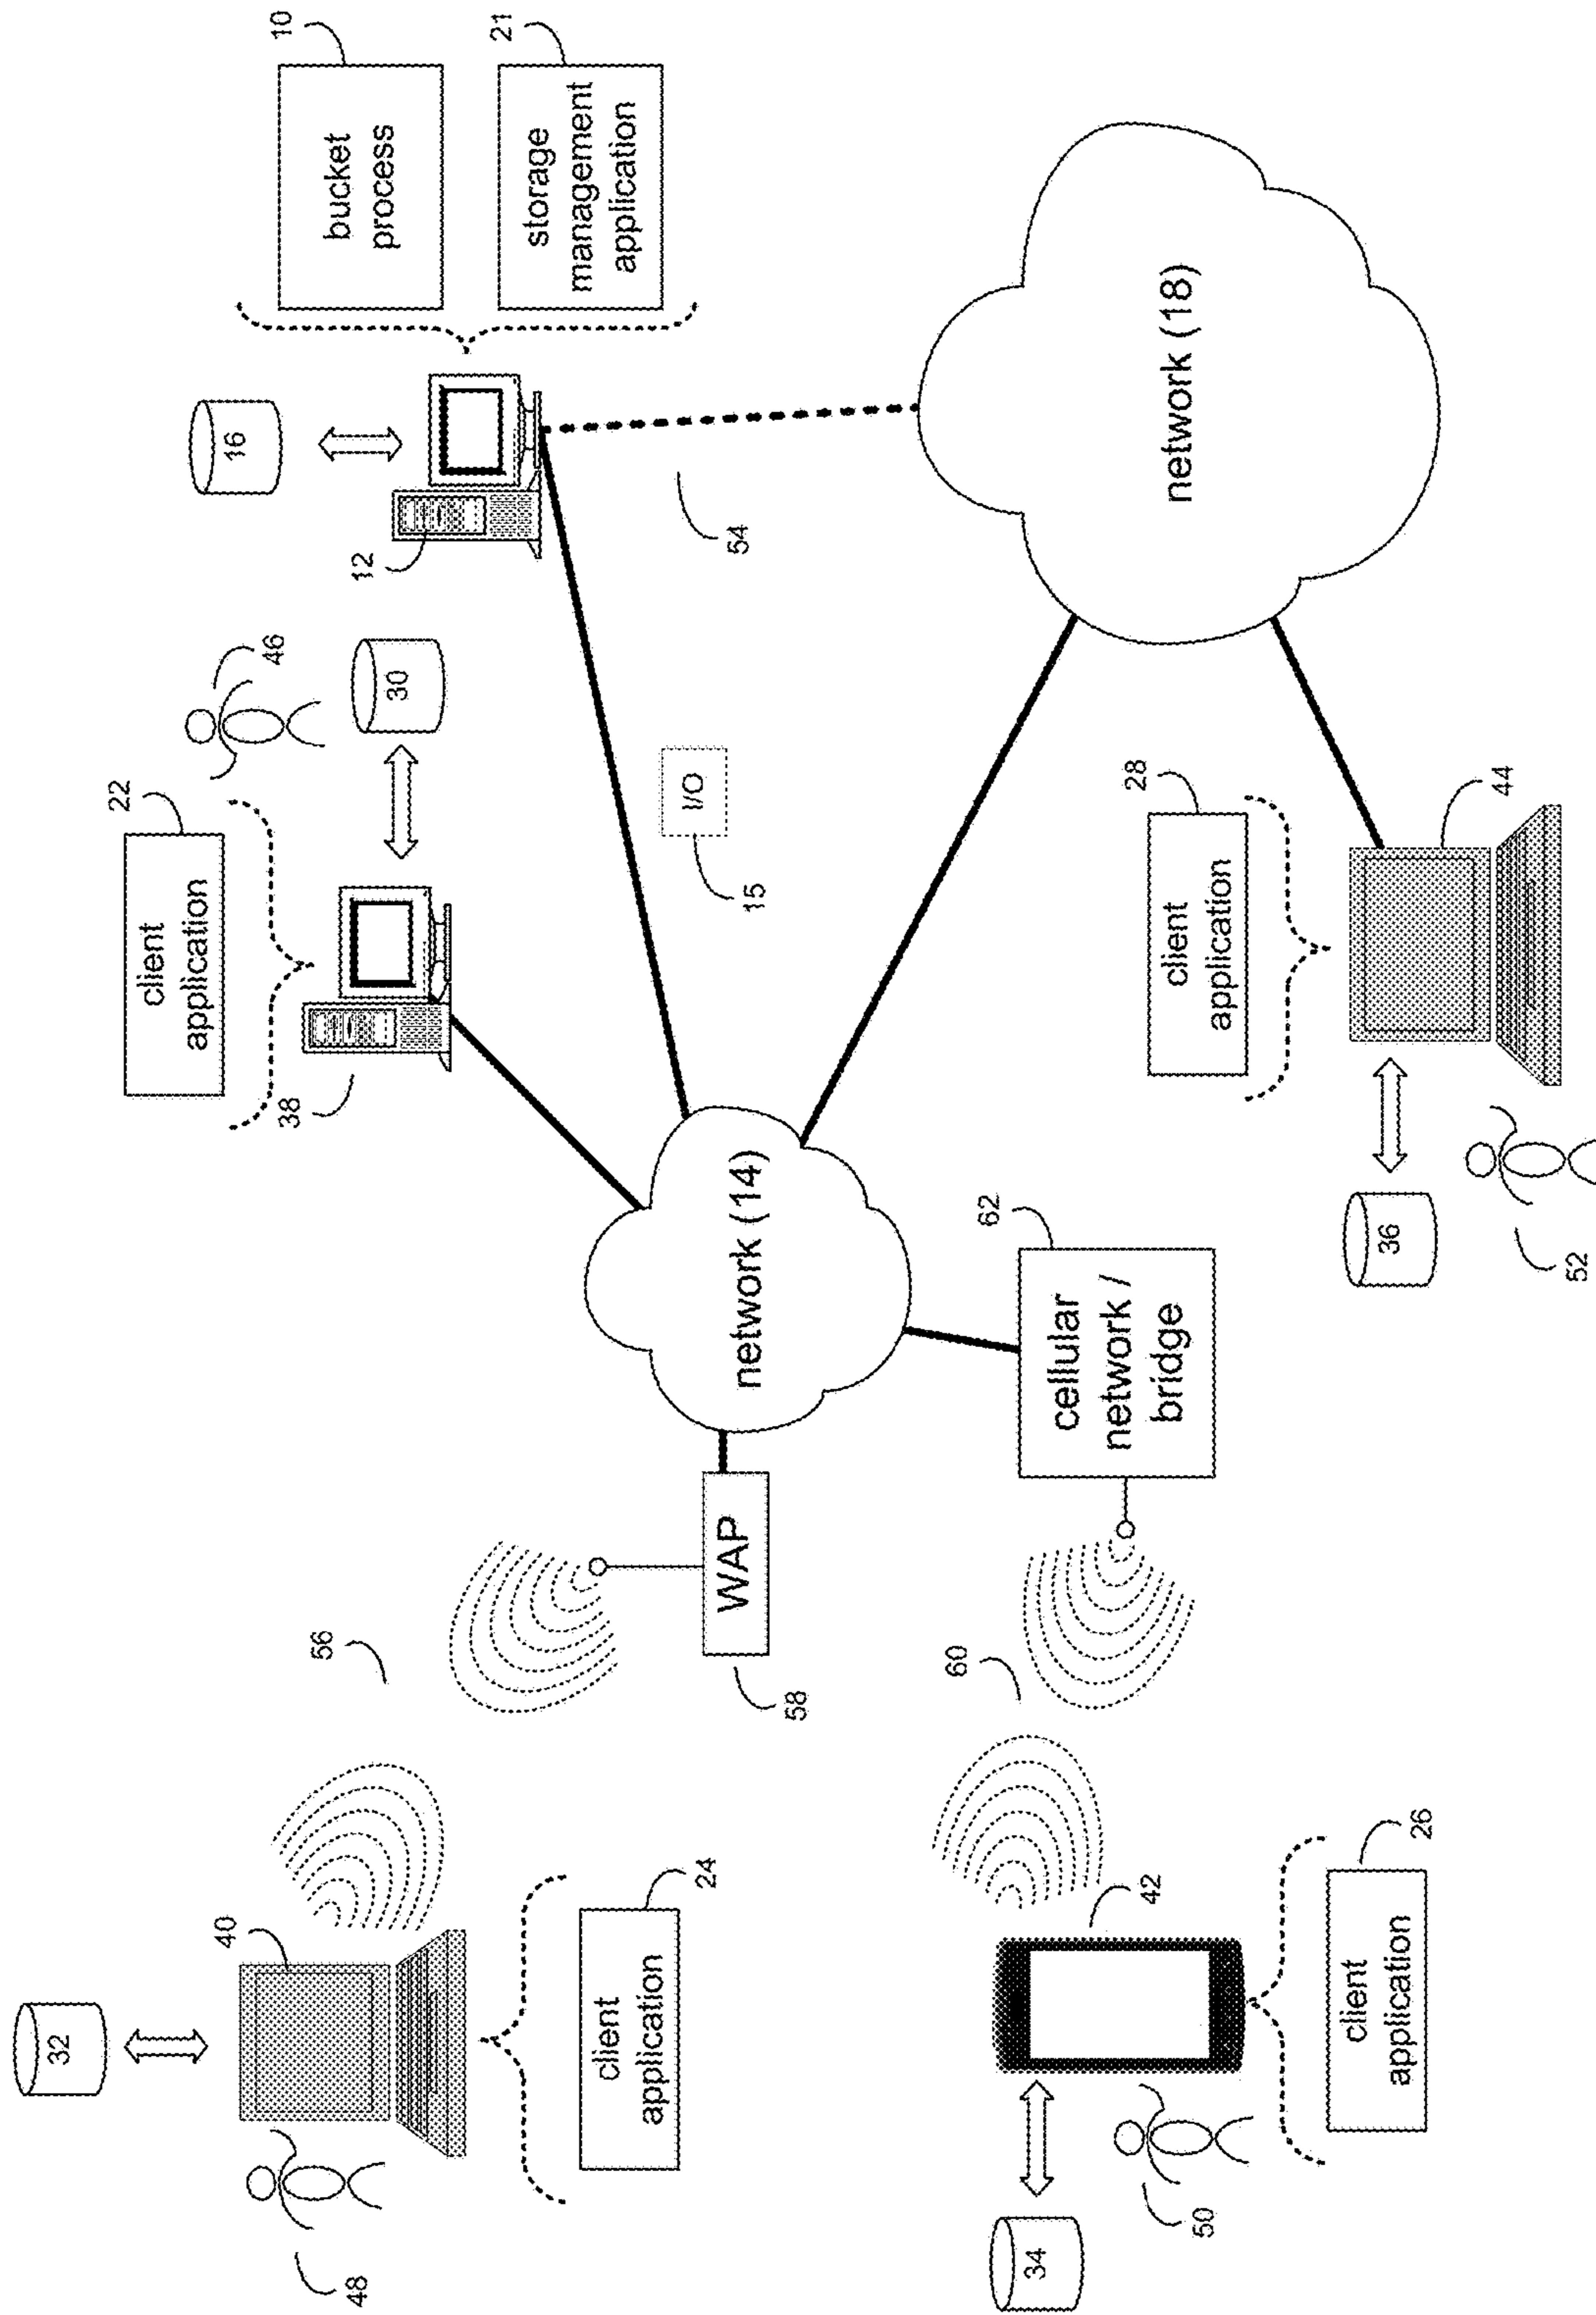 32
40
48
client
application
24
56
WAP
58
22
client
application
38
46
30
16
12
10
bucket
process
21
storage
management
application
54
I/O
15
network (14)
network (18)
60
62
cellular
network /
bridge
34
42
50
26
client
application
28
client
application
36
44
52